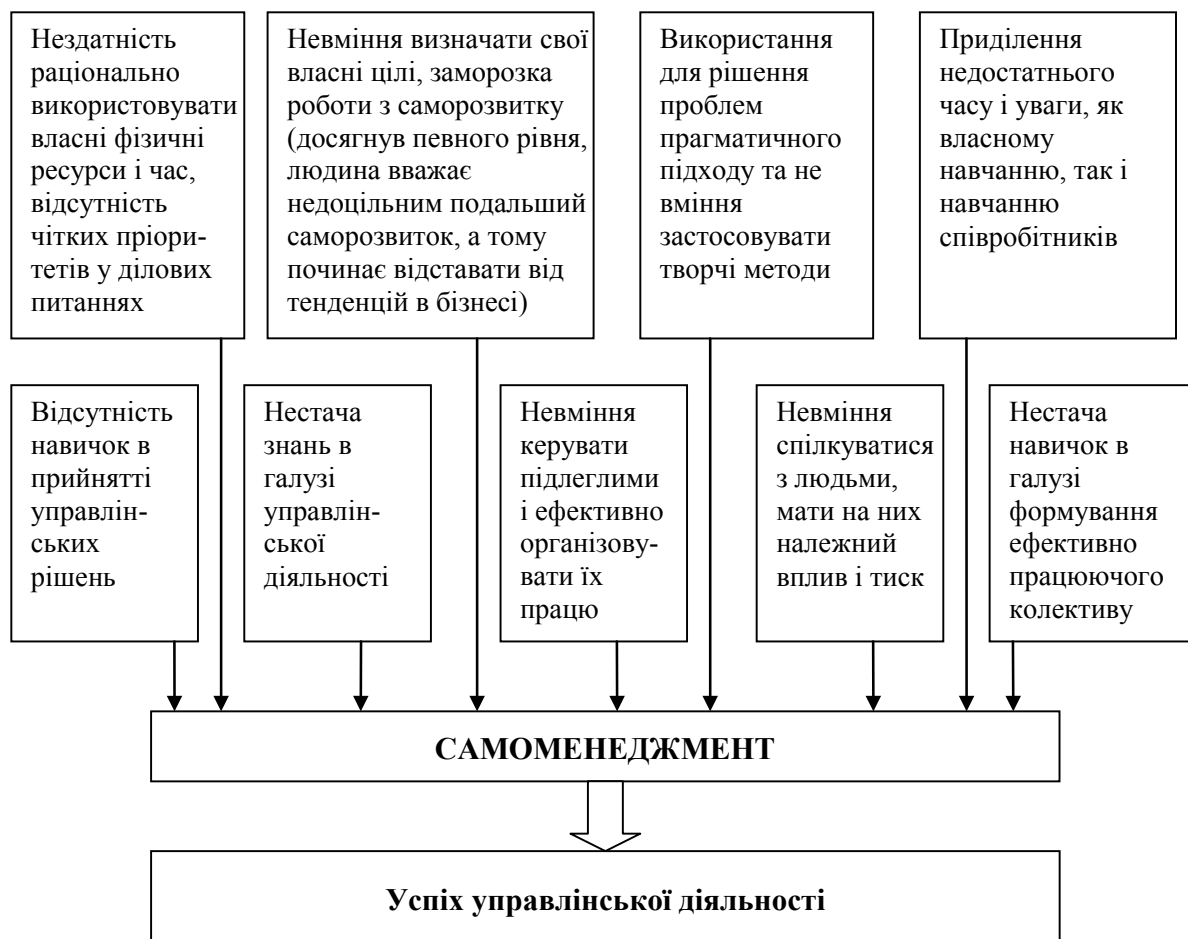 Нездатність
раціонально
використовувати
власні фізичні
ресурси і час,
відсутність
чітких пріори-
тетів у ділових
питаннях
Невміння визначати свої
власні цілі, заморозка
роботи з саморозвитку
(досягнув певного рівня,
людина вважає
недоцільним подальший
саморозвиток, а тому
починає відставати від
тенденцій в бізнесі)
Використання
для рішення
проблем
прагматичного
підходу та не
вміння
застосовувати
творчі методи
Приділення
недостатнього
часу і уваги, як
власному
навчанню, так і
навчанню
співробітників
Відсутність
навичок в
прийнятті
управлін-
ських
рішень
Нестача
знань в
галузі
управлін-
ської
діяльності
Невміння
керувати
підлеглими
і ефективно
організову-
вати їх
працю
Невміння
спілкуватися
з людьми,
мати на них
належний
вплив і тиск
Нестача
навичок в
галузі
формування
ефективно
працюючого
колективу
САМОМЕНЕДЖМЕНТ
Успіх управлінської діяльності